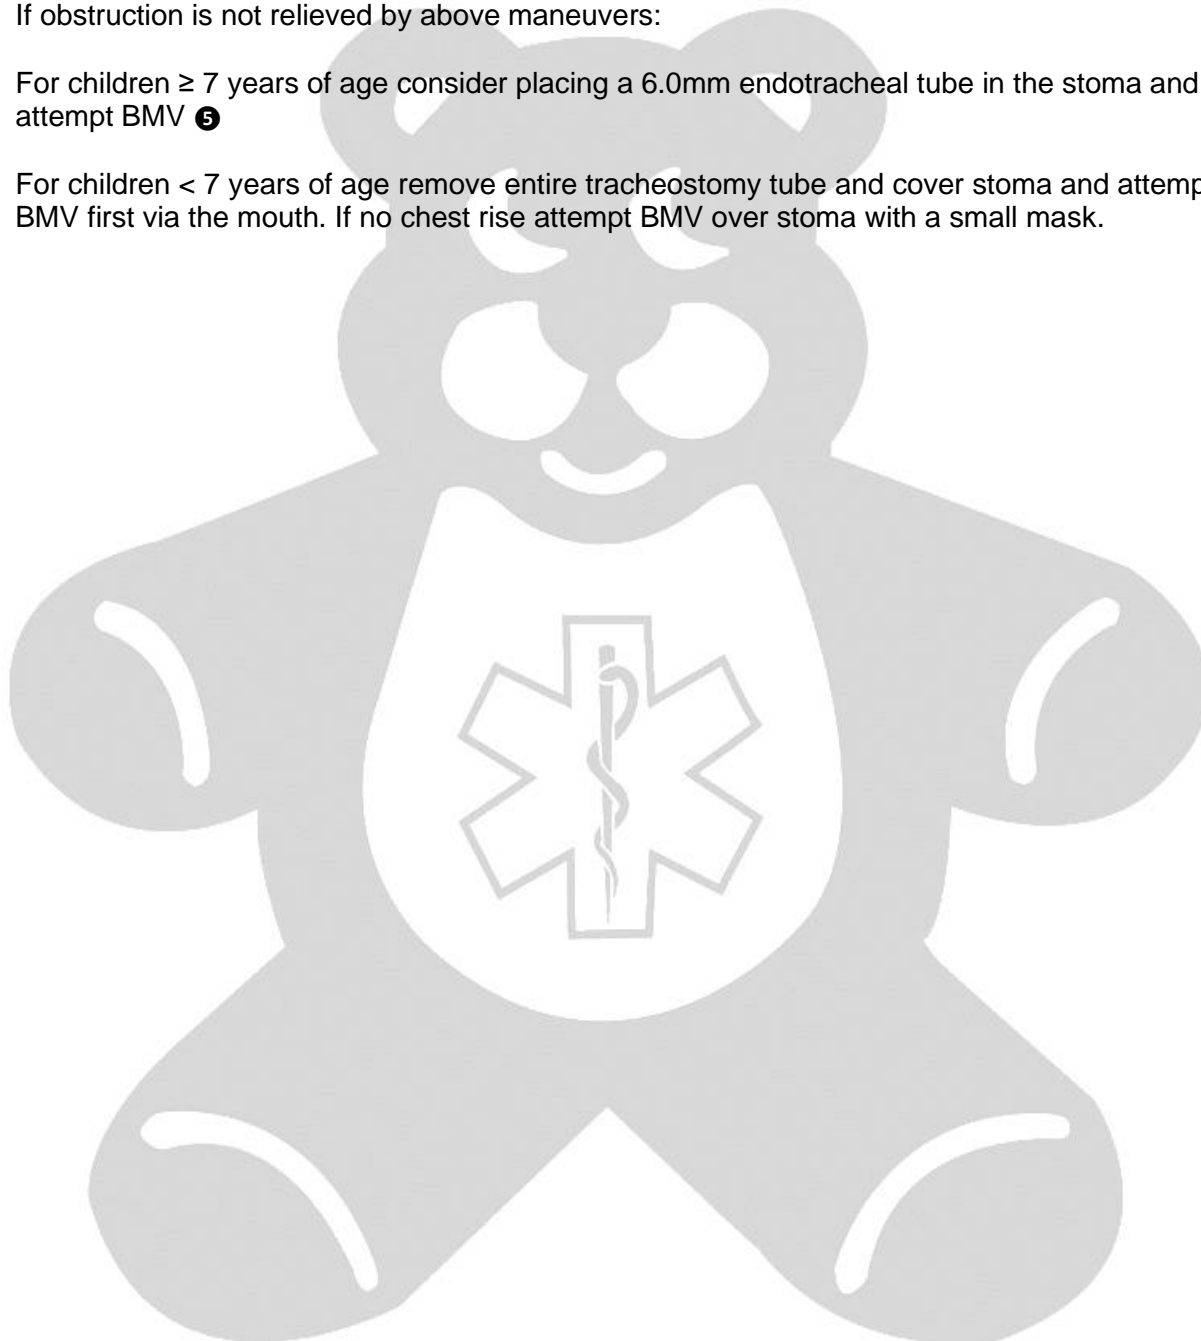 If obstruction is not relieved by above maneuvers:
For children ≥ 7 years of age consider placing a 6.0mm endotracheal tube in the stoma and
attempt BMV ❺
For children < 7 years of age remove entire tracheostomy tube and cover stoma and attemp
BMV first via the mouth. If no chest rise attempt BMV over stoma with a small mask.